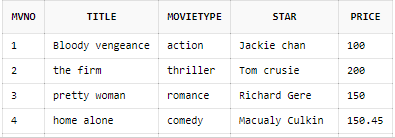 MVNO TITLE MOVIETYPE STAR PRICE
1 Bloody vengeance action Jackie chan 100
2 the firm thriller Tom crusie 200
3 pretty woman romance Richard Gere 150
4 home alone comedy Macualy Culkin 150.45